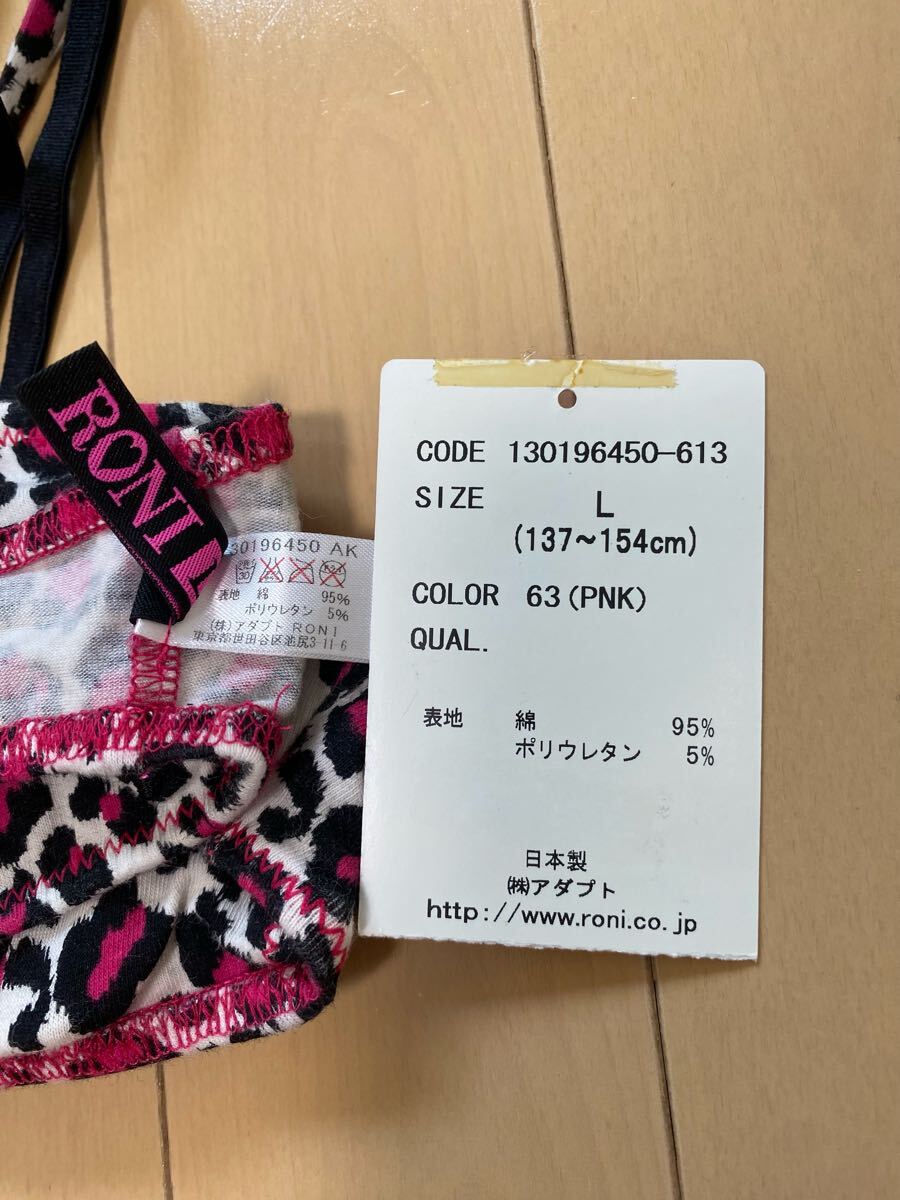 RONI
130196450 AK
表地 綿 95%
ポリウレタン 5%
(株)アダプト RONI
東京都世田谷区池尻3-11-6
CODE 130196450-613
SIZE L
(137~154cm)
COLOR 63(PNK)
QUAL.
表地 綿 95%
ポリウレタン 5%
日本製
㈱アダプト
http://www.roni.co.jp